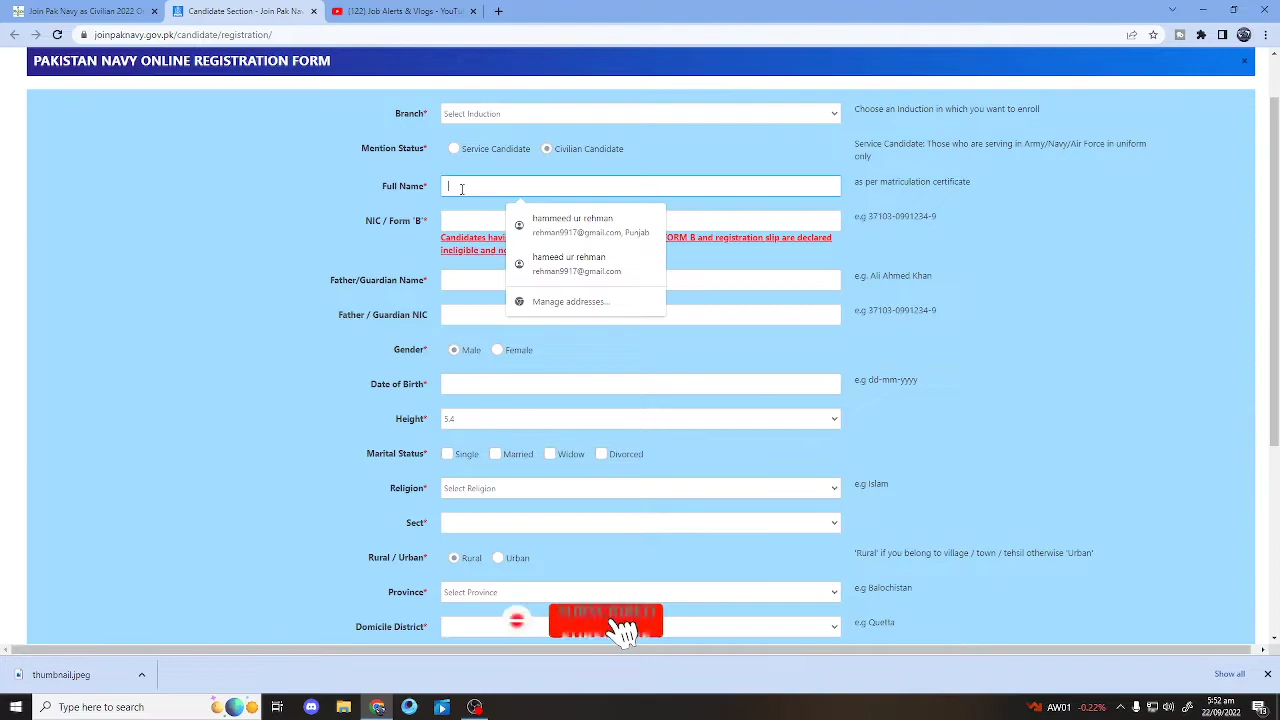 Join Pak Navy as Civilian 2022 O
Candidate Section - Join Pak Na
(122) Job Alerts & Vlogs - YouTu
joinpaknavy.gov.pk/candidate/registration/
PAKISTAN NAVY ONLINE REGISTRATION FORM
Branch* Select Induction Choose an Induction in which you want to enroll
Mention Status* Service Candidate Civilian Candidate Service Candidate: Those who are serving in Army/Navy/Air Force in uniform
only
Full Name* as per matriculation certificate
hammeed ur rehman
rehman9917@gmail.com, Punjab
hameed ur rehman
rehman9917@gmail.com
Manage addresses...
NIC / Form 'B'* e.g 37103-0991234-9
Candidates havi ORM B and registration slip are declared
ineligible and no
Father/Guardian Name* e.g. Ali Ahmed Khan
Father / Guardian NIC e.g. 37103-0991234-9
Gender* Male Female
Date of Birth* e.g dd-mm-yyyy
Height* 5.4
Marital Status* Single Married Widow Divorced
Religion* Select Religion e.g Islam
Sect*
Rural / Urban* Rural Urban 'Rural' if you belong to village / town / tehsil otherwise 'Urban'
Province* Select Province e.g Balochistan
Domicile District* e.g Quetta
thumbnail.jpeg Show all
Type here to search AW01 -0.22% 5:52 pm
22/09/2022